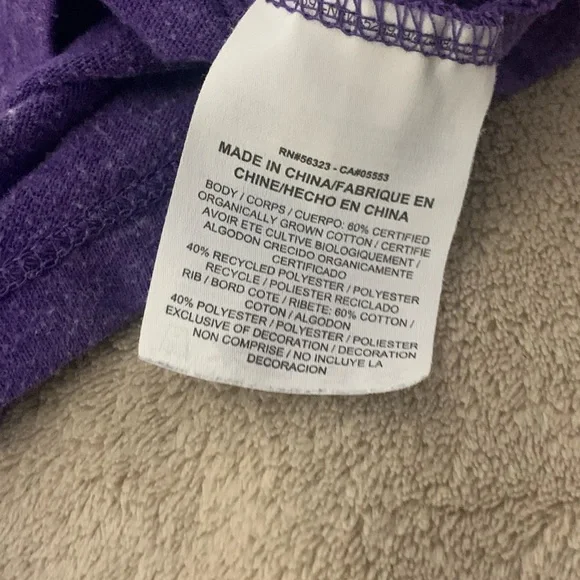 RN#56323 - CA#05553
MADE IN CHINA/FABRIQUE EN
CHINE/HECHO EN CHINA
BODY / CORPS / CUERPO: 60% CERTIFIED
ORGANICALLY GROWN COTTON / CERTIFIE
AVOIR ETE CULTIVE BIOLOGIQUEMENT /
ALGODON CRECIDO ORGANICAMENTE
CERTIFICADO
40% RECYCLED POLYESTER / POLYESTER
RECYCLE / POLIESTER RECICLADO
RIB / BORD COTE / RIBETE: 60% COTTON /
COTON / ALGODON
40% POLYESTER / POLYESTER / POLIESTER
EXCLUSIVE OF DECORATION / DECORATION
NON COMPRISE / NO INCLUYE LA
DECORACION